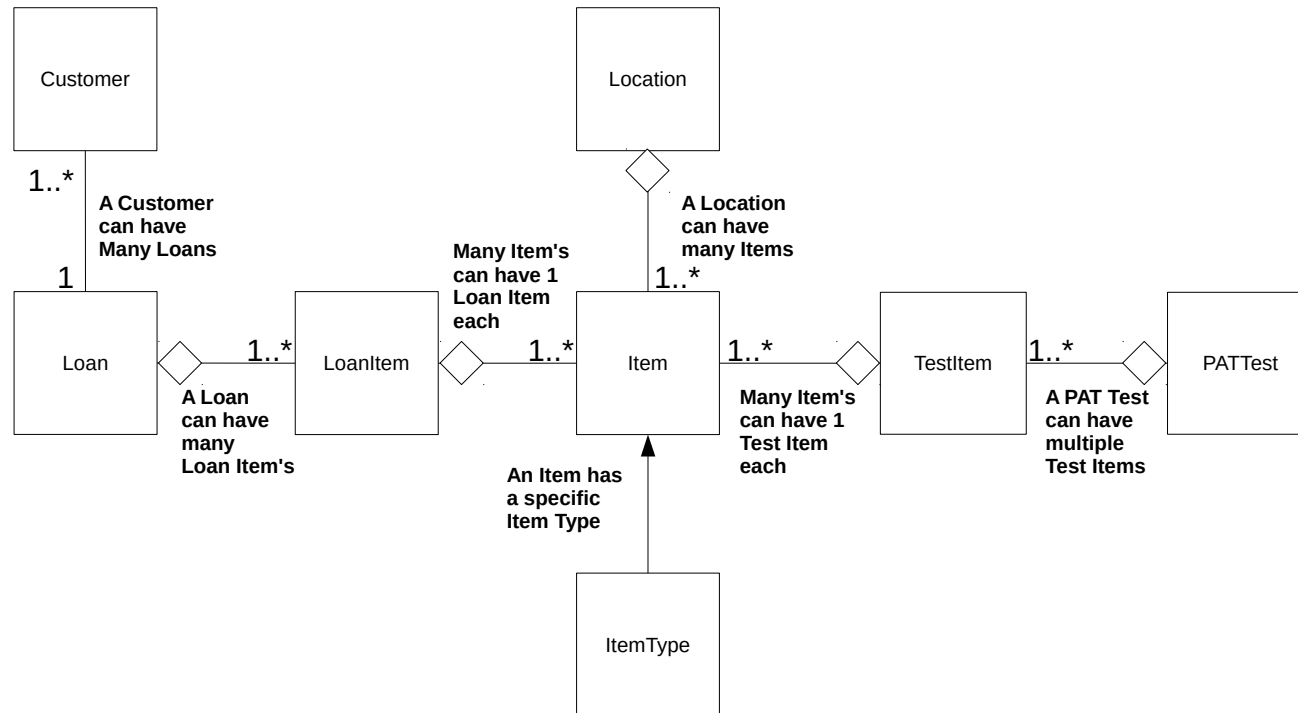 Customer
Location
1..*
A Customer
can have
Many Loans
1
A Location
can have
many Items
1..*
Many Item's
can have 1
Loan Item
each
Loan
1..*
LoanItem
1..*
Item
1..*
TestItem
1..*
PATTest
A Loan
can have
many
Loan Item's
Many Item's
can have 1
Test Item
each
A PAT Test
can have
multiple
Test Items
An Item has
a specific
Item Type
ItemType